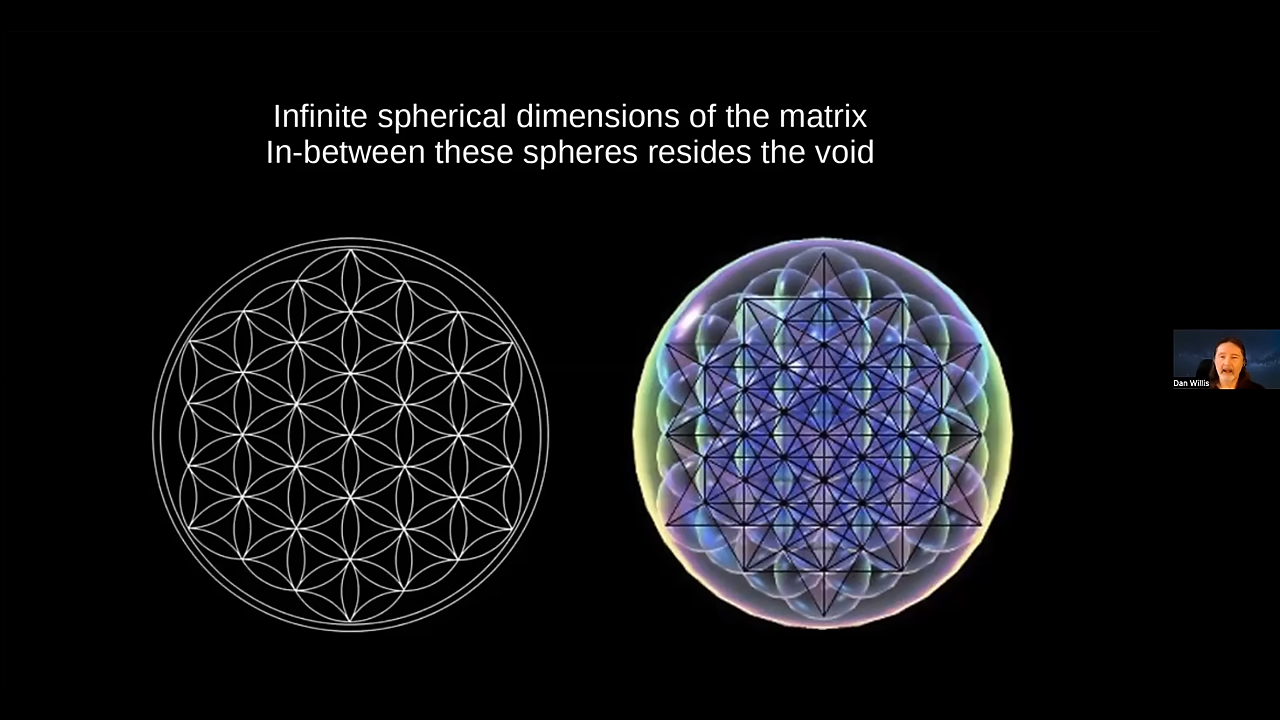 Infinite spherical dimensions of the matrix
In-between these spheres resides the void
Dan Willis